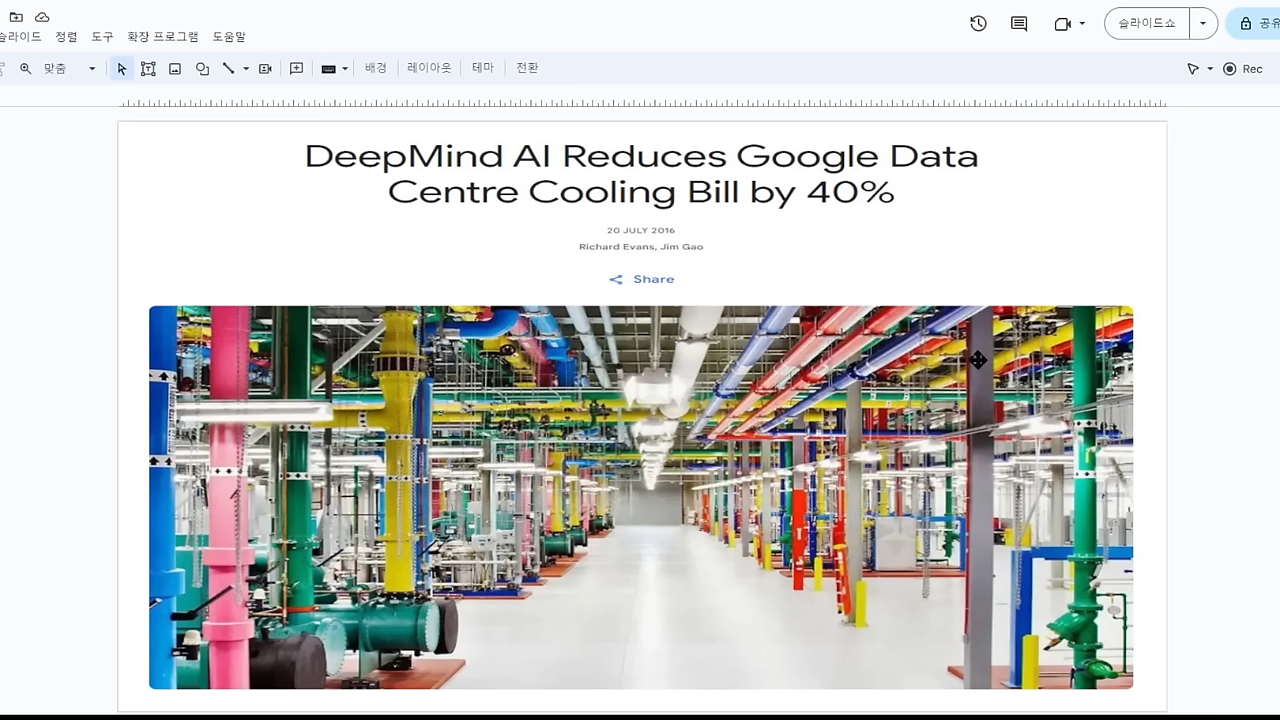 슬라이드 정렬 도구 확장 프로그램 도움말
슬라이드쇼
맞춤
배경 레이아웃 테마 전환
Rec
DeepMind AI Reduces Google Data
Centre Cooling Bill by 40%
20 JULY 2016
Richard Evans, Jim Gao
Share